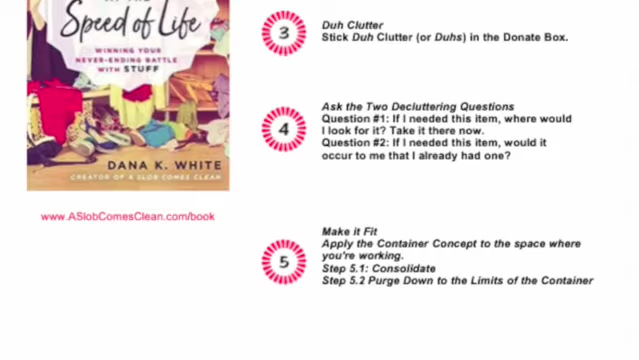 Speed of Life
WINNING YOUR
NEVER-ENDING BATTLE
WITH STUFF
DANA K. WHITE
CREATOR OF A SLOB COMES CLEAN
www.ASlobComesClean.com/book
3
Duh Clutter
Stick Duh Clutter (or Duhs) in the Donate Box.
4
Ask the Two Decluttering Questions
Question #1: If I needed this item, where would
I look for it? Take it there now.
Question #2: If I needed this item, would it
occur to me that I already had one?
5
Make it Fit
Apply the Container Concept to the space where
you're working.
Step 5.1: Consolidate
Step 5.2 Purge Down to the Limits of the Container